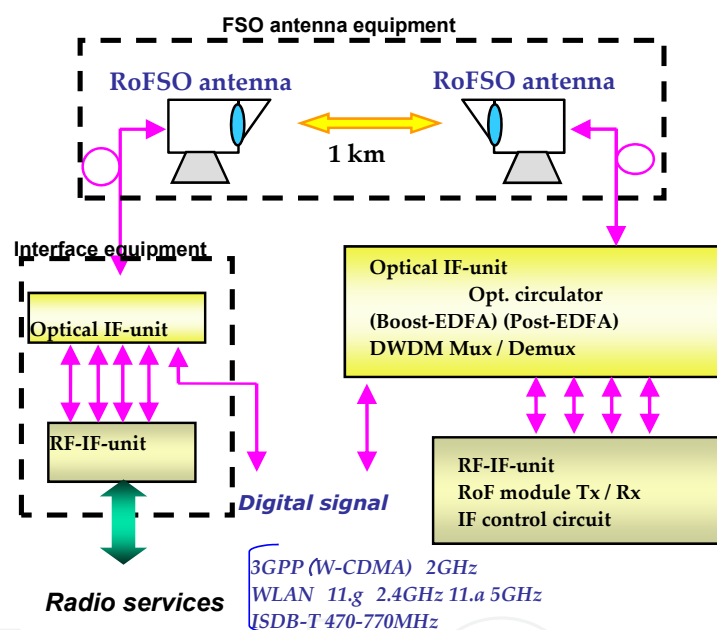 FSO antenna equipment
RoFSO antenna
RoFSO antenna
1 km
Interface equipment
Optical IF-unit
RF-IF-unit
Optical IF-unit
Opt. circulator
(Boost-EDFA) (Post-EDFA)
DWDM Mux / Demux
RF-IF-unit
RoF module Tx / Rx
IF control circuit
Digital signal
Radio services
3GPP (W-CDMA) 2GHz
WLAN 11.g 2.4GHz 11.a 5GHz
ISDB-T 470-770MHz